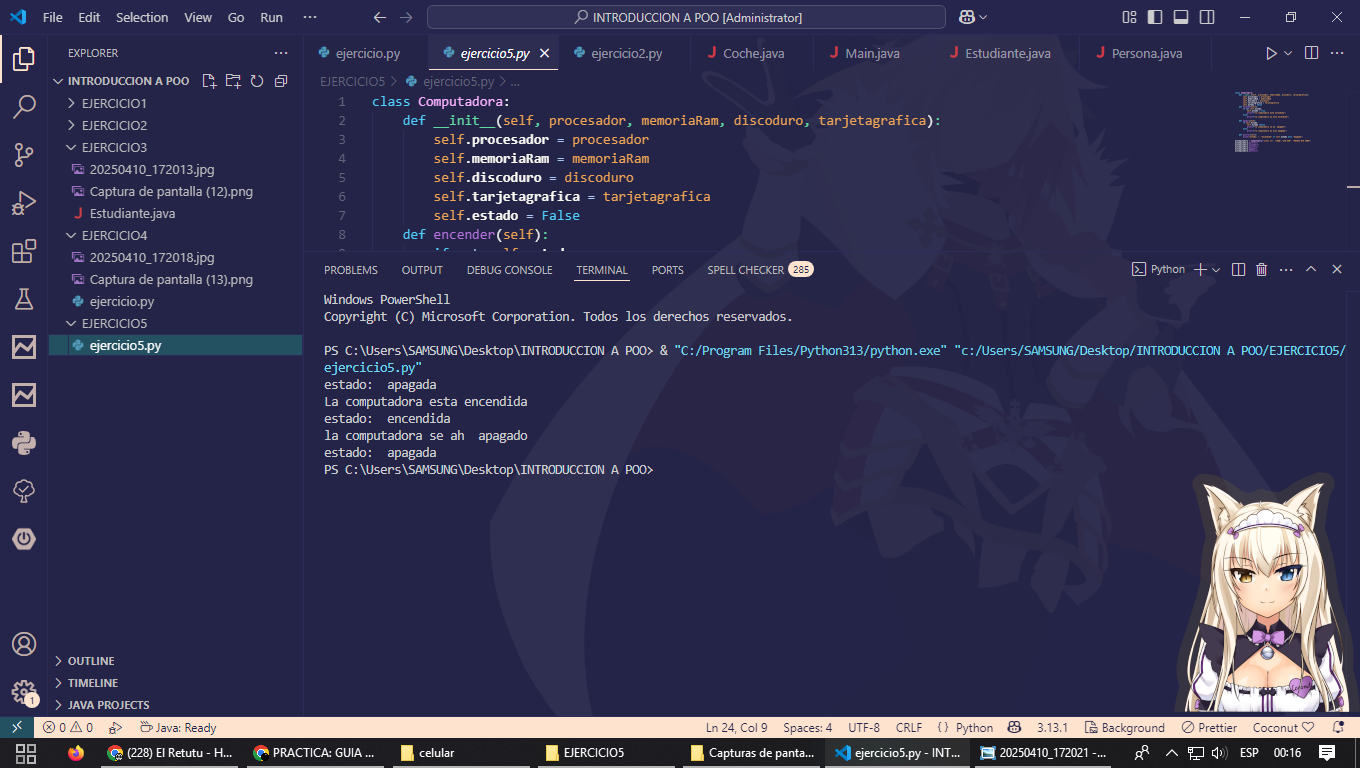 File Edit Selection View Go Run ··· INTRODUCCION A POO [Administrator]
EXPLORER
INTRODUCCION A POO
EJERCICIO1
EJERCICIO2
EJERCICIO3
20250410_172013.jpg
Captura de pantalla (12).png
Estudiante.java
EJERCICIO4
20250410_172018.jpg
Captura de pantalla (13).png
ejercicio.py
EJERCICIO5
ejercicio5.py
OUTLINE
TIMELINE
JAVA PROJECTS
ejercicio.py ejercicio5.py ejercicio2.py Coche.java Main.java Estudiante.java Persona.java
EJERCICIO5 > ejercicio5.py > ...
1 class Computadora:
2 def __init__(self, procesador, memoriaRam, discoduro, tarjetagrafica):
3 self.procesador = procesador
4 self.memoriaRam = memoriaRam
5 self.discoduro = discoduro
6 self.tarjetagrafica = tarjetagrafica
7 self.estado = False
8 def encender(self):
PROBLEMS OUTPUT DEBUG CONSOLE TERMINAL PORTS SPELL CHECKER 285 Python
Windows PowerShell
Copyright (C) Microsoft Corporation. Todos los derechos reservados.
PS C:\Users\SAMSUNG\Desktop\INTRODUCCION A POO> & "C:/Program Files/Python313/python.exe" "c:/Users/SAMSUNG/Desktop/INTRODUCCION A POO/EJERCICIO5/
ejercicio5.py"
estado:  apagada
La computadora esta encendida
estado:  encendida
la computadora se ah  apagado
estado:  apagada
PS C:\Users\SAMSUNG\Desktop\INTRODUCCION A POO>
1
0 0 Java: Ready Ln 24, Col 9 Spaces: 4 UTF-8 CRLF { } Python 3.13.1 Background Prettier Coconut
(228) El Retutu - H... PRACTICA: GUIA ... celular EJERCICIO5 Capturas de panta... ejercicio5.py - INT... 20250410_172021 -... ESP 00:16